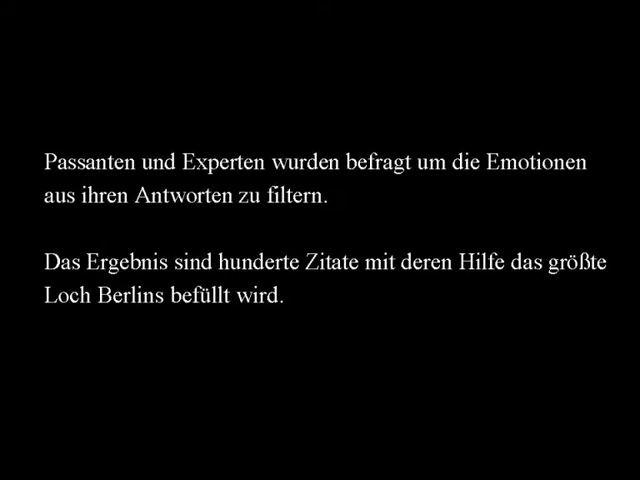 Passanten und Experten wurden befragt um die Emotionen
aus ihren Antworten zu filtern.
Das Ergebnis sind hunderte Zitate mit deren Hilfe das größte
Loch Berlins befüllt wird.